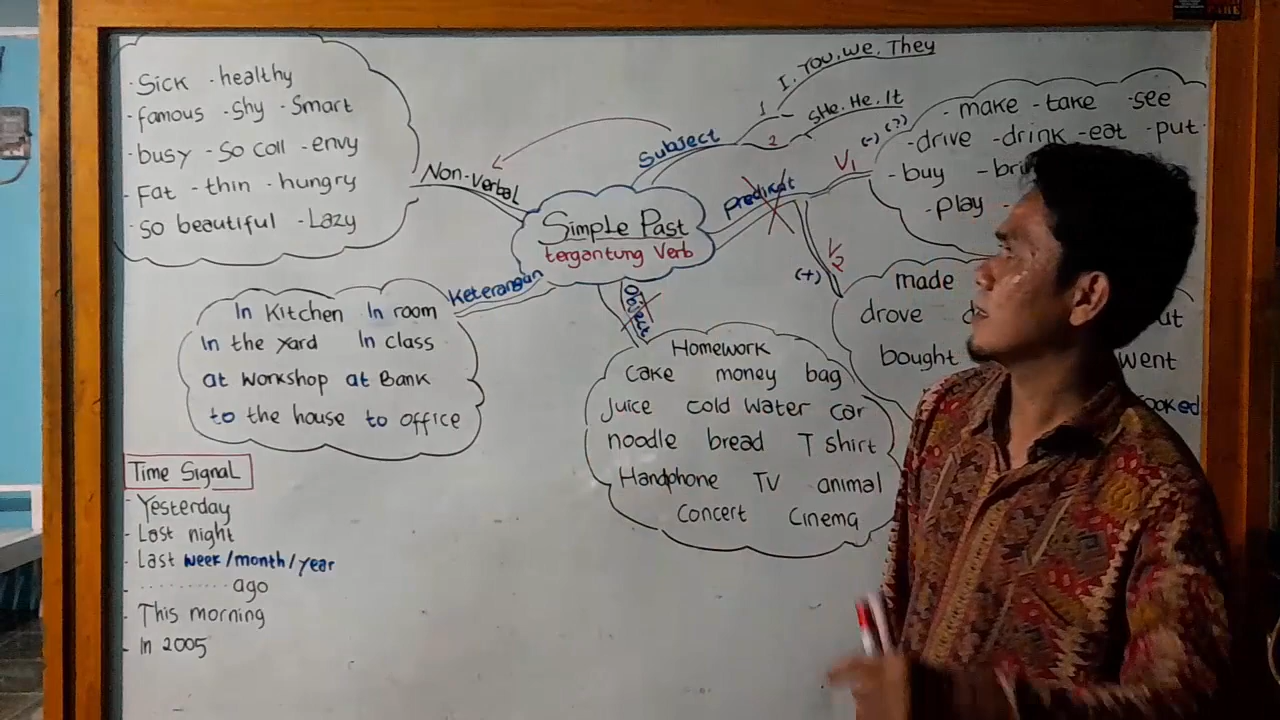 · Sick · healthy
· famous · Shy · Smart
· busy · So coll · envy
· Fat · thin · hungry
· so beautiful · Lazy
Non-verbal
Subject
1 I, You, We, They
2 SHe. He. It
Simple Past
tergantung Verb
predikat
V1 (-) (?)
- make - take - see
- drive - drink - eat - put
- buy
- play
V2
(+)
made
drove
bought went
ooked
Keterangan
In Kitchen In room
In the yard In class
at Workshop at Bank
to the house to office
Object
Homework
Cake money bag
Juice cold water car
noodle bread T shirt
Handphone TV animal
Concert Cinema
Time Signal
- Yesterday
- Last night
- Last week/month/year
- .......... ago
- This morning
- In 2005